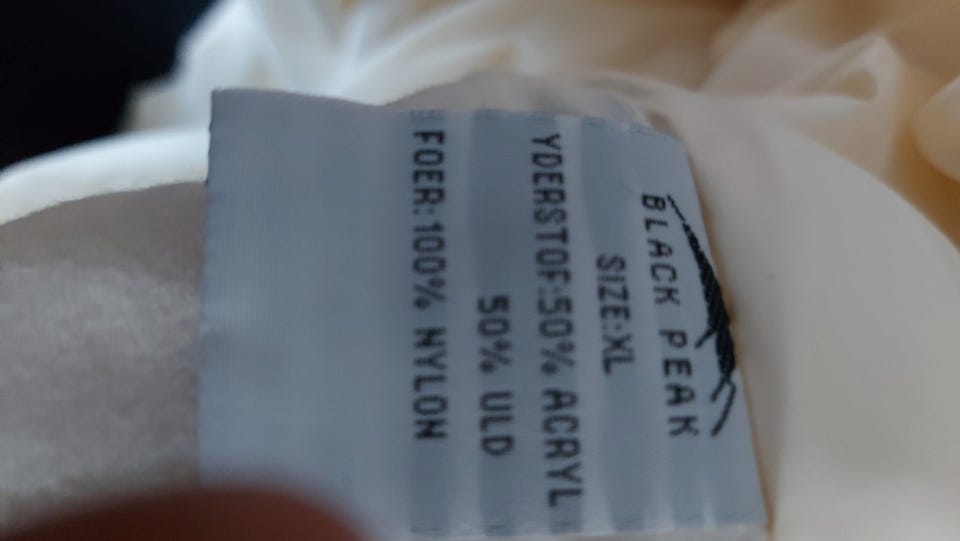 BLACK PEAK
SIZE:XL
YDERSTOF:50% ACRYL
50% ULD
FOER:100% NYLON